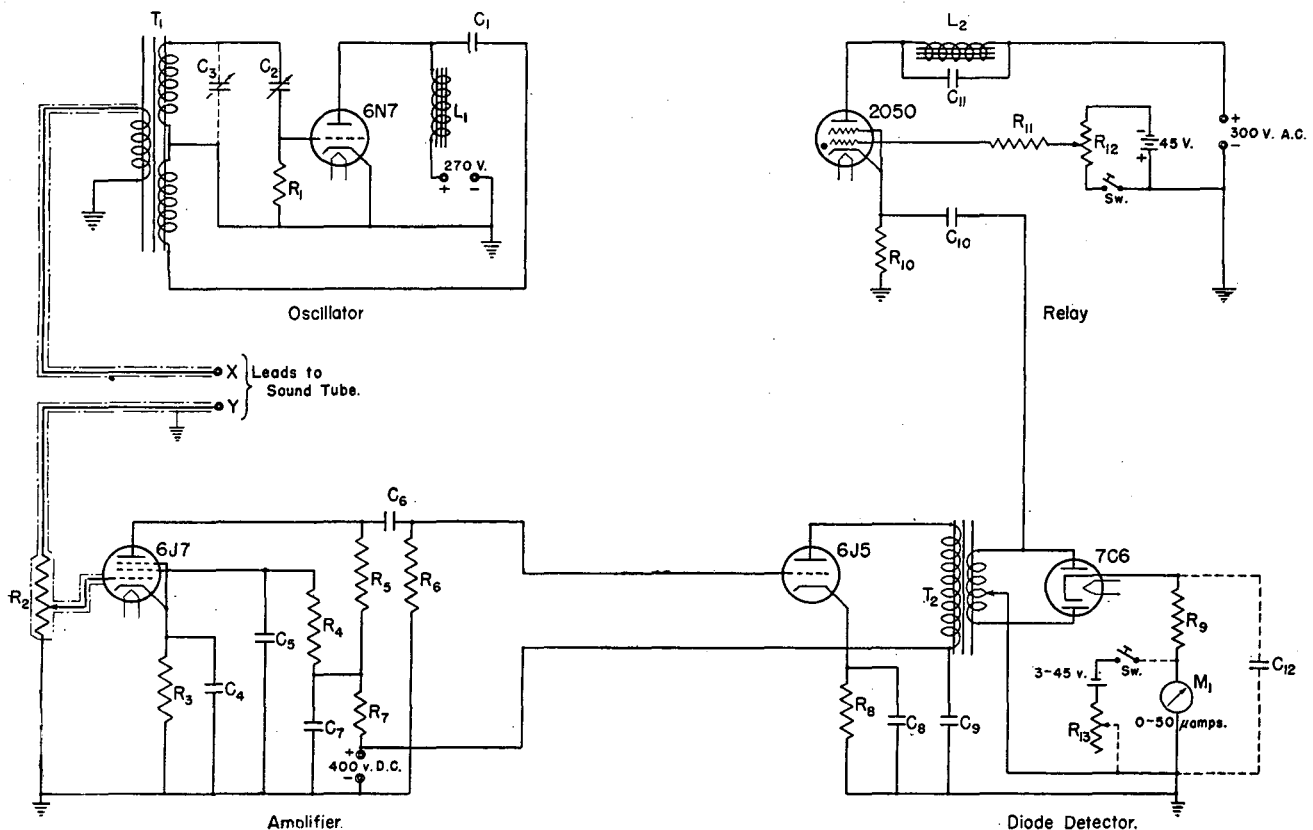 T1
C3
C2
6N7
C1
L1
R1
270 V.
+ -
Oscillator
L2
C11
2050
R11
R12
-
45 V.
+
Sw.
+
300 V. A.C.
-
C10
R10
Relay
X
Y
Leads to
Sound Tube.
R2
6J7
C6
R5
R6
R4
C5
R3
C4
C7
R7
+
400 v. D.C.
-
Amplifier.
6J5
T2
7C6
R9
C12
3-45 v.
Sw.
M1
0-50 μamps.
R13
R8
C8
C9
Diode Detector.